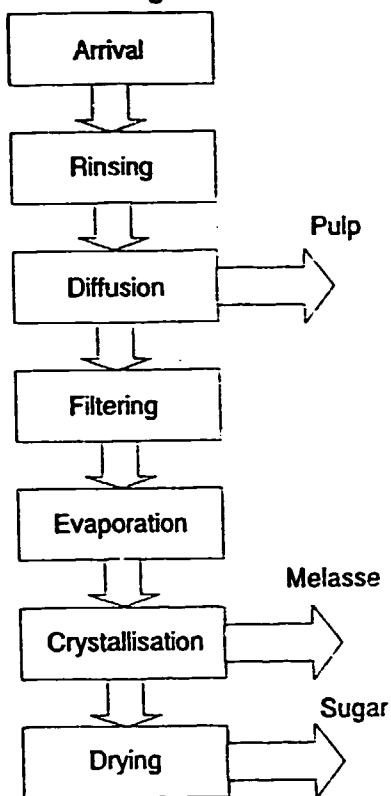 Arrival
Rinsing
Pulp
Diffusion
Filtering
Evaporation
Melasse
Crystallisation
Sugar
Drying